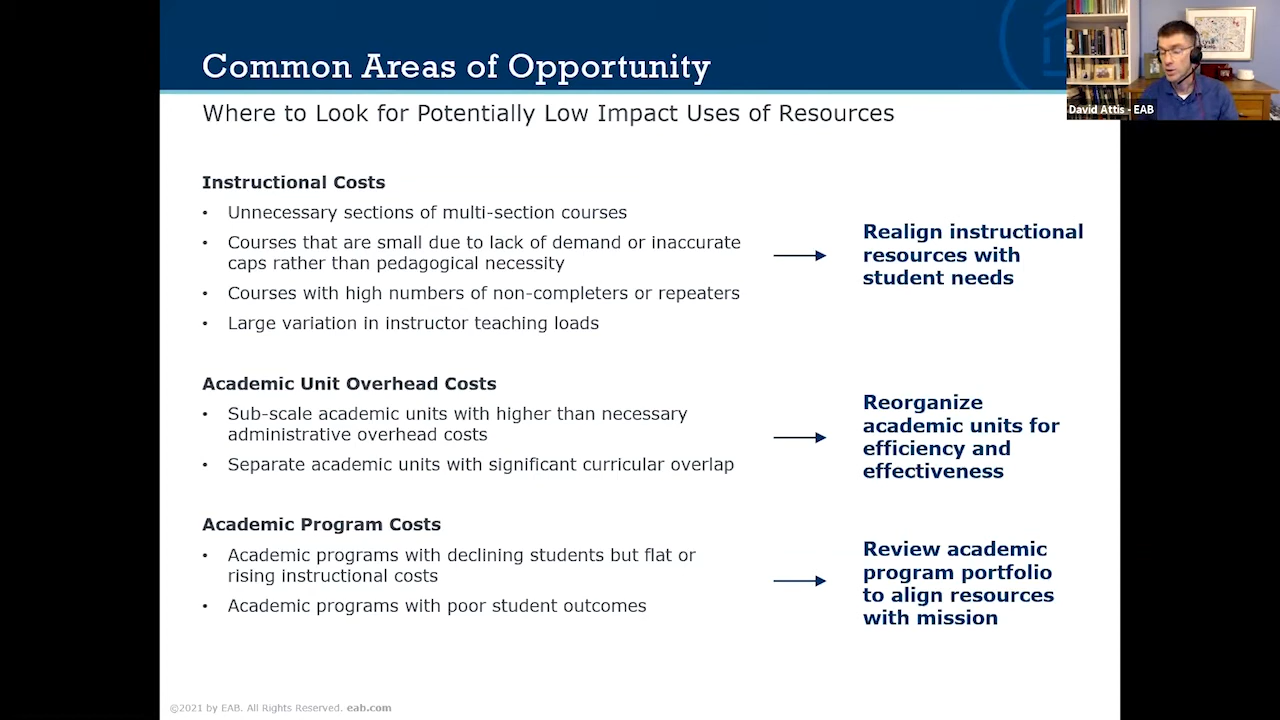 Common Areas of Opportunity
David Attis - EAB
Where to Look for Potentially Low Impact Uses of Resources
Instructional Costs
• Unnecessary sections of multi-section courses
• Courses that are small due to lack of demand or inaccurate
caps rather than pedagogical necessity
• Courses with high numbers of non-completers or repeaters
• Large variation in instructor teaching loads
Realign instructional
resources with
student needs
Academic Unit Overhead Costs
• Sub-scale academic units with higher than necessary
administrative overhead costs
• Separate academic units with significant curricular overlap
Reorganize
academic units for
efficiency and
effectiveness
Academic Program Costs
• Academic programs with declining students but flat or
rising instructional costs
• Academic programs with poor student outcomes
Review academic
program portfolio
to align resources
with mission
©2021 by EAB. All Rights Reserved. eab.com